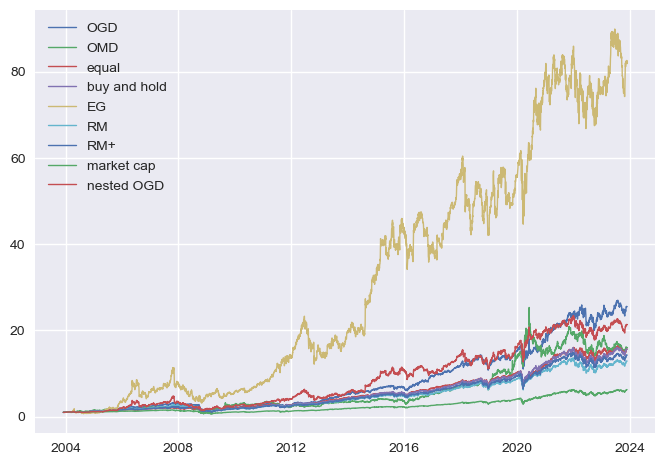 OGD
OMD
equal
buy and hold
EG
RM
RM+
market cap
nested OGD
80
60
40
20
0
2004 2008 2012 2016 2020 2024